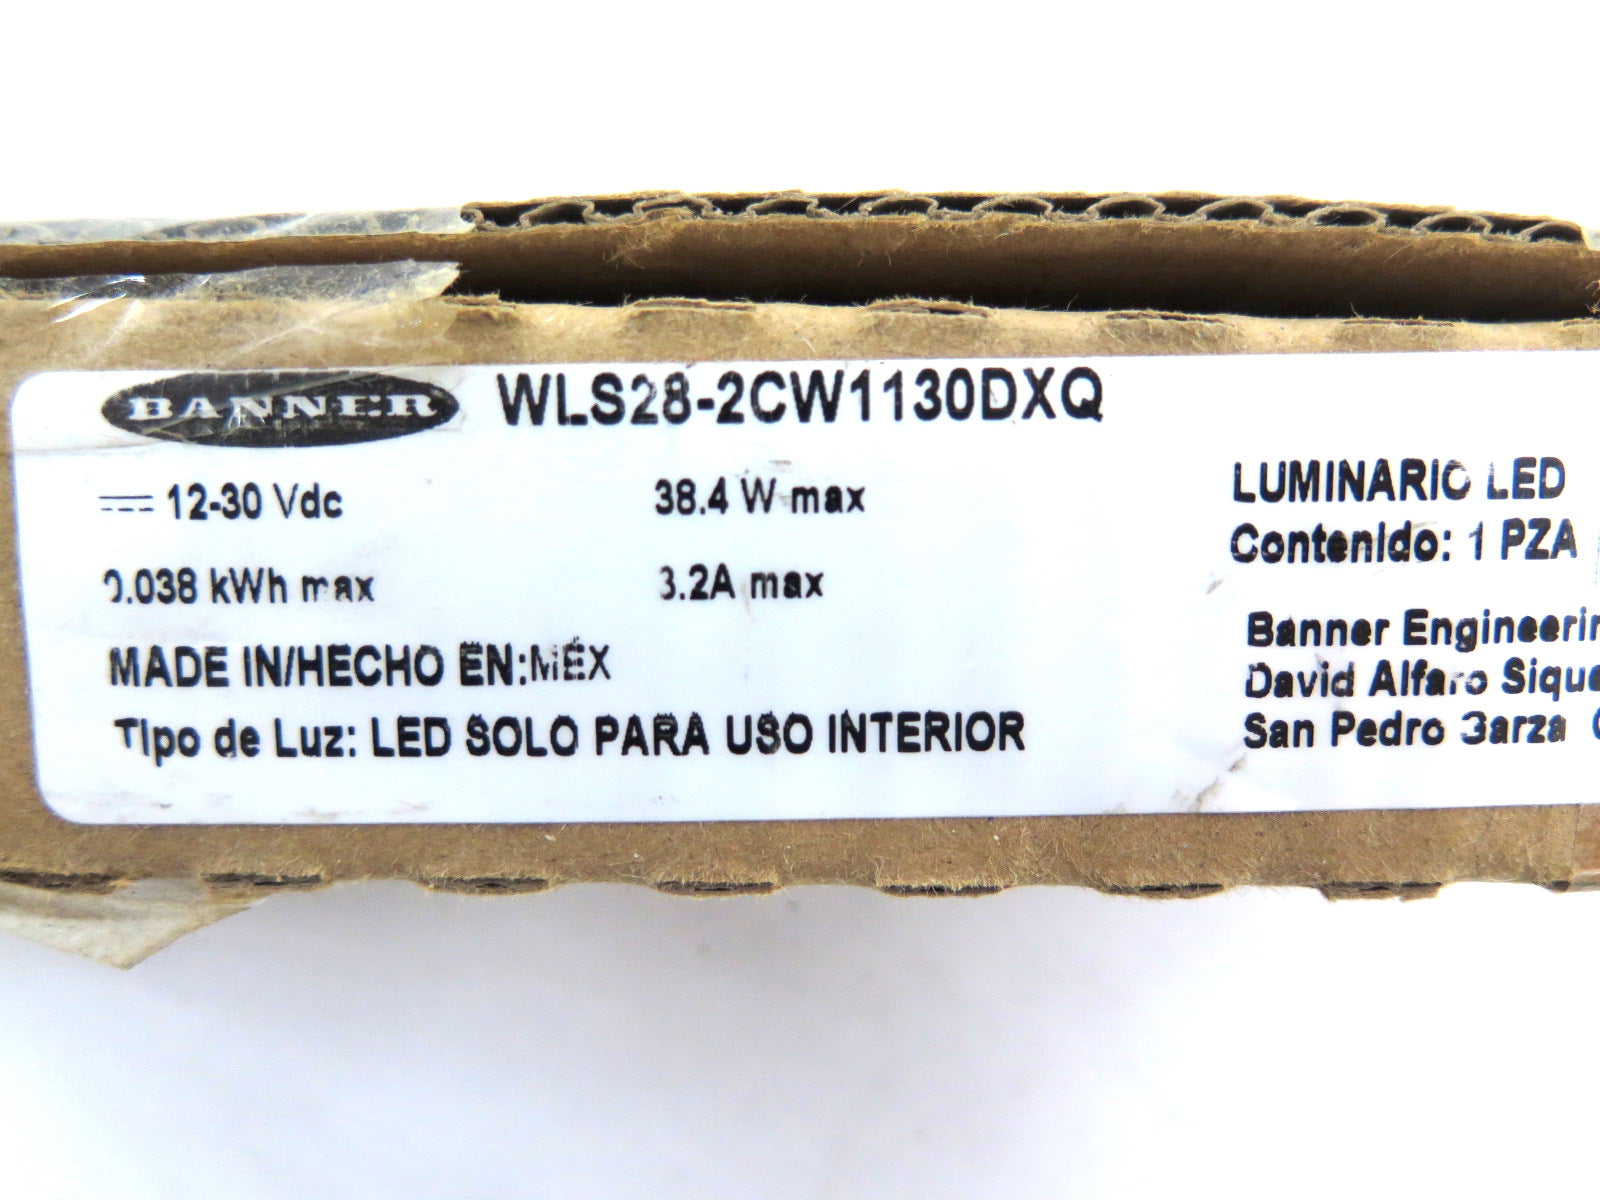 BANNER
WLS28-2CW1130DXQ
12-30 Vdc
38.4 W max
0.038 kWh max
3.2A max
MADE IN/HECHO EN:MÉX
Tipo de Luz: LED SOLO PARA USO INTERIOR
LUMINARIO LED
Contenido: 1 PZA
Banner Engineerin
David Alfaro Sique
San Pedro Garza